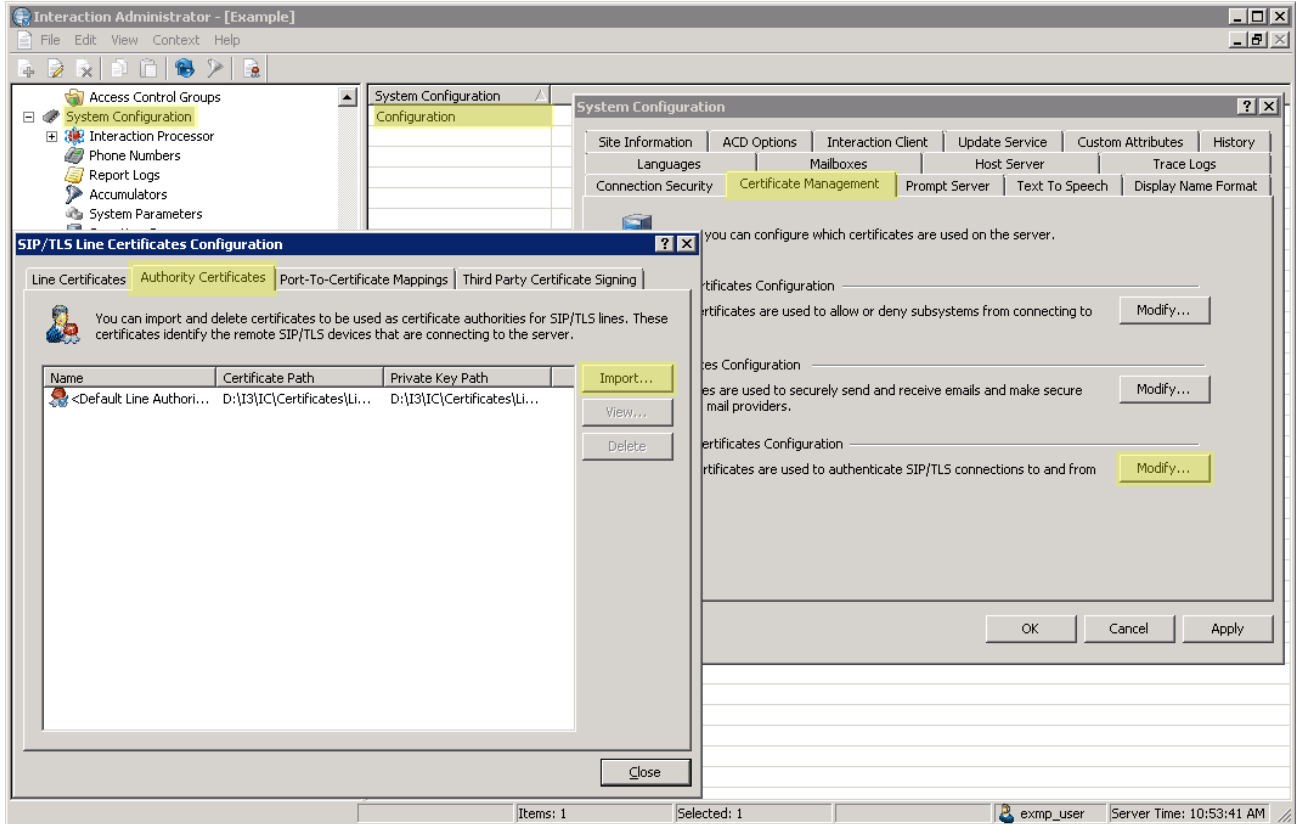 Interaction Administrator - [Example]
File Edit View Context Help
Access Control Groups
System Configuration
Interaction Processor
Phone Numbers
Report Logs
Accumulators
System Parameters
System Configuration
Configuration
System Configuration
Site Information ACD Options Interaction Client Update Service Custom Attributes History
Languages Mailboxes Host Server Trace Logs
Connection Security Certificate Management Prompt Server Text To Speech Display Name Format
you can configure which certificates are used on the server.
rtificates Configuration
rtificates are used to allow or deny subsystems from connecting to
Modify...
es Configuration
es are used to securely send and receive emails and make secure
mail providers.
Modify...
ertificates Configuration
rtificates are used to authenticate SIP/TLS connections to and from
Modify...
OK Cancel Apply
SIP/TLS Line Certificates Configuration
Line Certificates Authority Certificates Port-To-Certificate Mappings Third Party Certificate Signing
You can import and delete certificates to be used as certificate authorities for SIP/TLS lines. These
certificates identify the remote SIP/TLS devices that are connecting to the server.
Name Certificate Path Private Key Path
<Default Line Authori... D:\I3\IC\Certificates\Li... D:\I3\IC\Certificates\Li...
Import...
View...
Delete
Close
Items: 1 Selected: 1 exmp_user Server Time: 10:53:41 AM